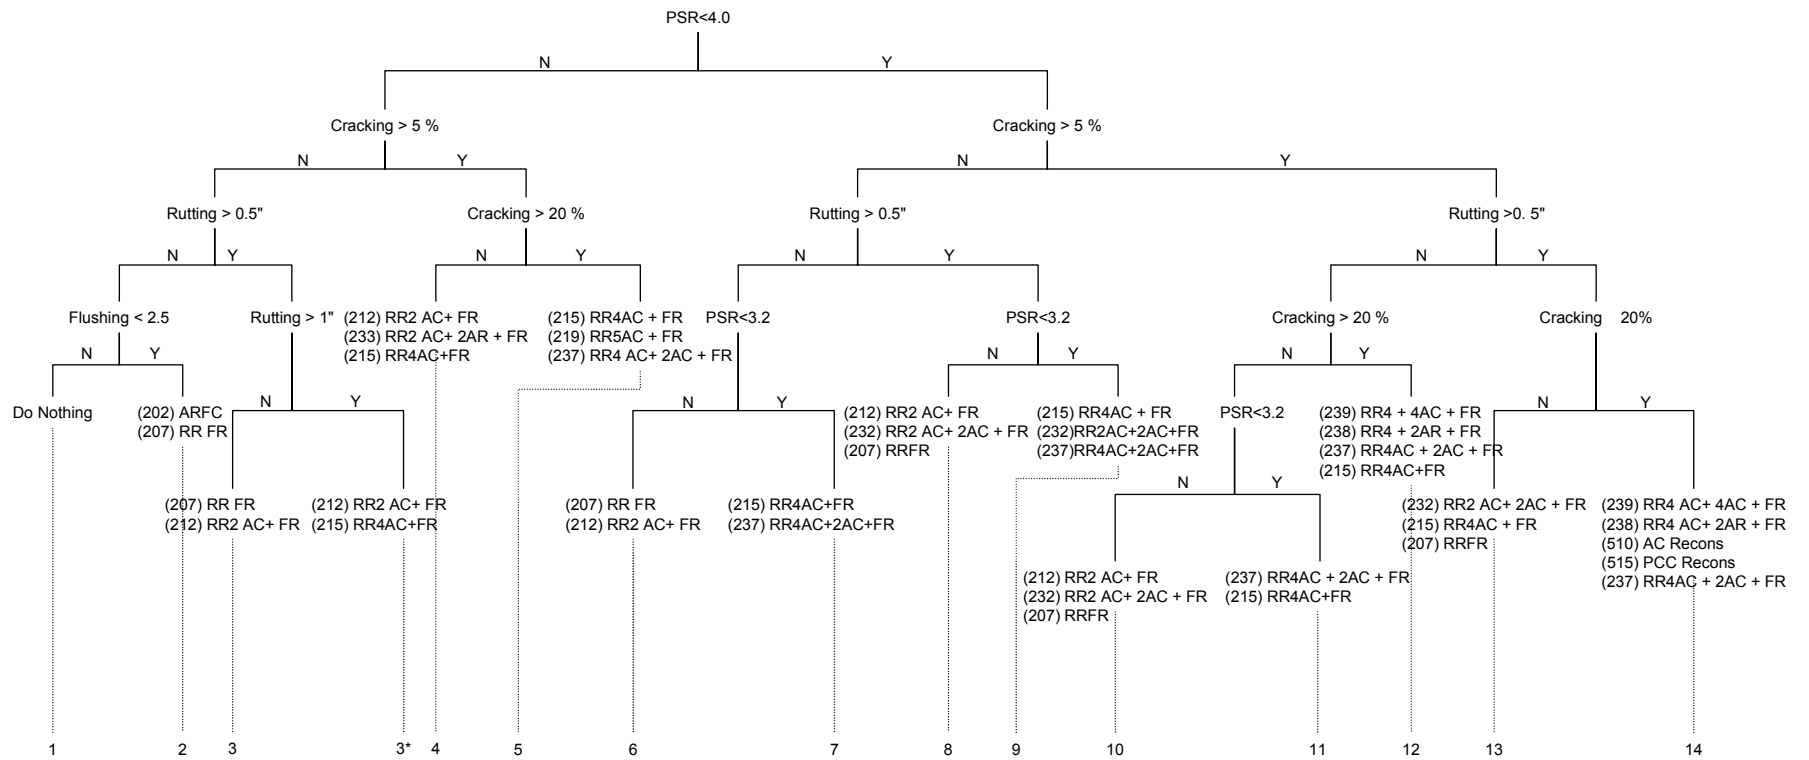 PSR<4.0
N
Y
Cracking > 5 %
Cracking > 5 %
N
Y
N
Y
Rutting > 0.5"
Cracking > 20 %
Rutting > 0.5"
Rutting >0. 5"
N
Y
N
Y
N
Y
N
Y
Flushing < 2.5
Rutting > 1"
(212) RR2 AC+ FR
(233) RR2 AC+ 2AR + FR
(215) RR4AC+FR
(215) RR4AC + FR
(219) RR5AC + FR
(237) RR4 AC+ 2AC + FR
PSR<3.2
PSR<3.2
Cracking > 20 %
Cracking 20%
N
Y
N
Y
N
Y
Do Nothing
(202) ARFC
(207) RR FR
N
Y
N
Y
(212) RR2 AC+ FR
(232) RR2 AC+ 2AC + FR
(207) RRFR
(215) RR4AC + FR
(232)RR2AC+2AC+FR
(237)RR4AC+2AC+FR
PSR<3.2
(239) RR4 + 4AC + FR
(238) RR4 + 2AR + FR
(237) RR4AC + 2AC + FR
(215) RR4AC+FR
N
Y
N
Y
(207) RR FR
(212) RR2 AC+ FR
(212) RR2 AC+ FR
(215) RR4AC+FR
(207) RR FR
(212) RR2 AC+ FR
(215) RR4AC+FR
(237) RR4AC+2AC+FR
(232) RR2 AC+ 2AC + FR
(215) RR4AC + FR
(207) RRFR
(239) RR4 AC+ 4AC + FR
(238) RR4 AC+ 2AR + FR
(510) AC Recons
(515) PCC Recons
(237) RR4AC + 2AC + FR
(212) RR2 AC+ FR
(232) RR2 AC+ 2AC + FR
(207) RRFR
(237) RR4AC + 2AC + FR
(215) RR4AC+FR
1
2
3
3*
4
5
6
7
8
9
10
11
12
13
14